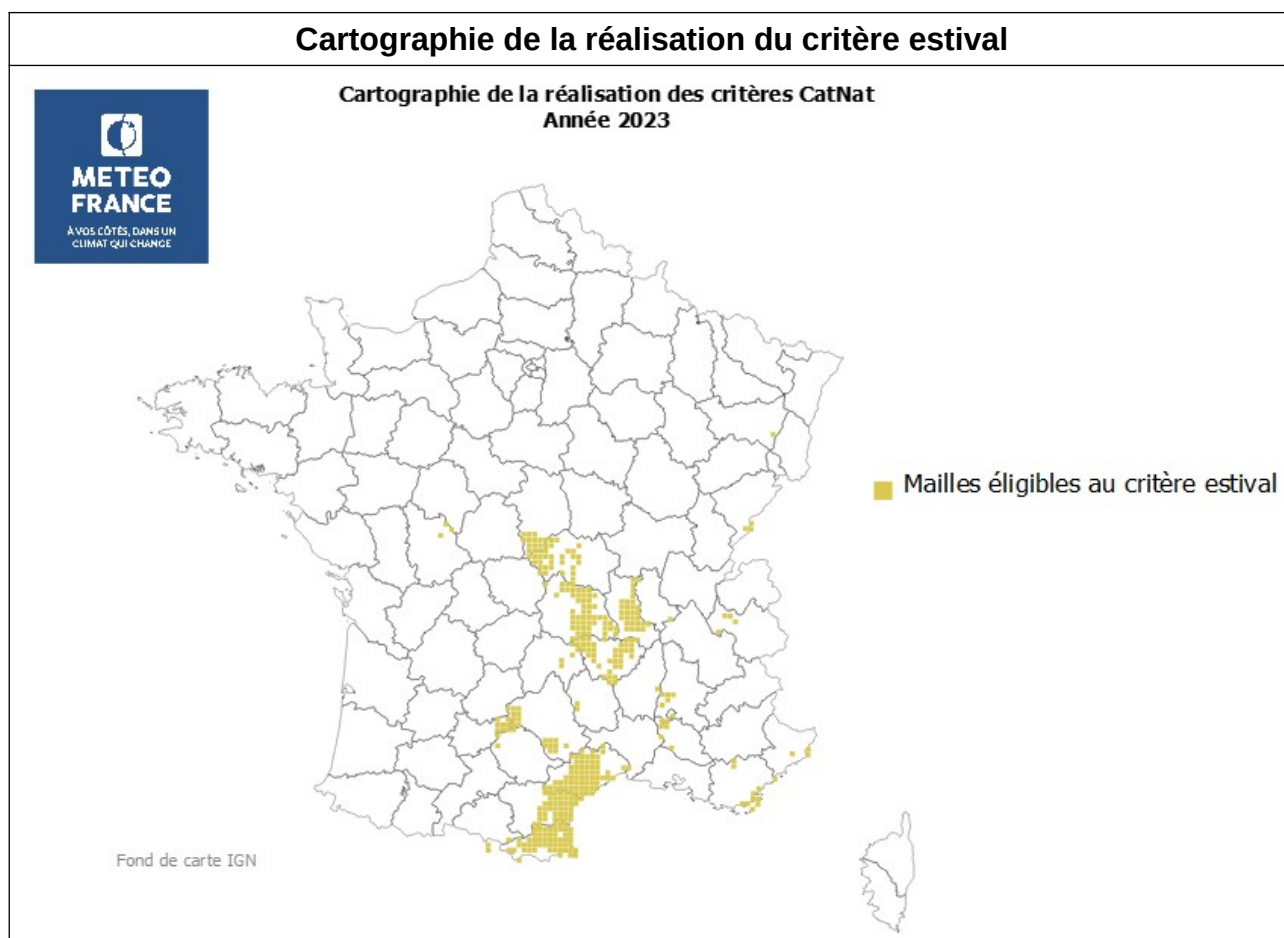 Cartographie de la réalisation du critère estival
Cartographie de la réalisation des critères CatNat
Année 2023
METEO
FRANCE
À VOS CÔTÉS, DANS UN
CLIMAT QUI CHANGE
Mailles éligibles au critère estival
Fond de carte IGN